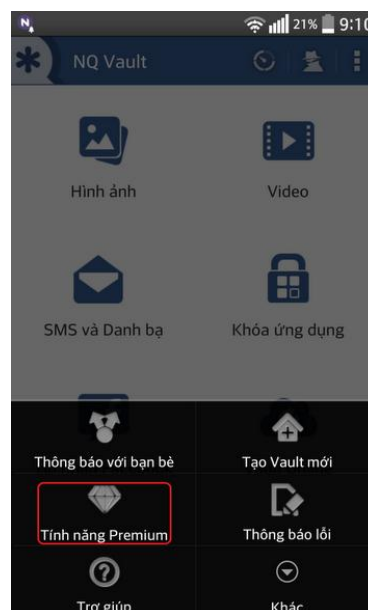 21% 9:10
NQ Vault
Hình ảnh Video
SMS và Danh bạ Khóa ứng dụng
Thông báo với bạn bè Tạo Vault mới
Tính năng Premium Thông báo lỗi
Trợ giúp Khác